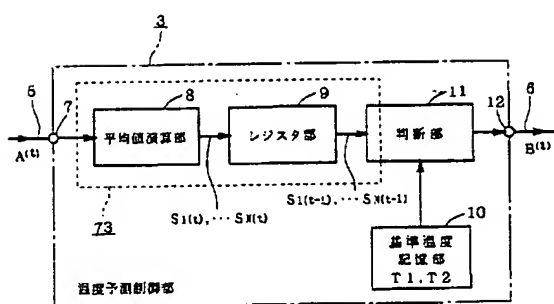 3
5
7
8
9
11
12
6
A(t)
平均値演算部
レジスタ部
判断部
B(t)
S1(t),…SN(t)
S1(t-1),…SN(t-1)
73
10
基準温度
記憶部
T1,T2
温度予測制御部